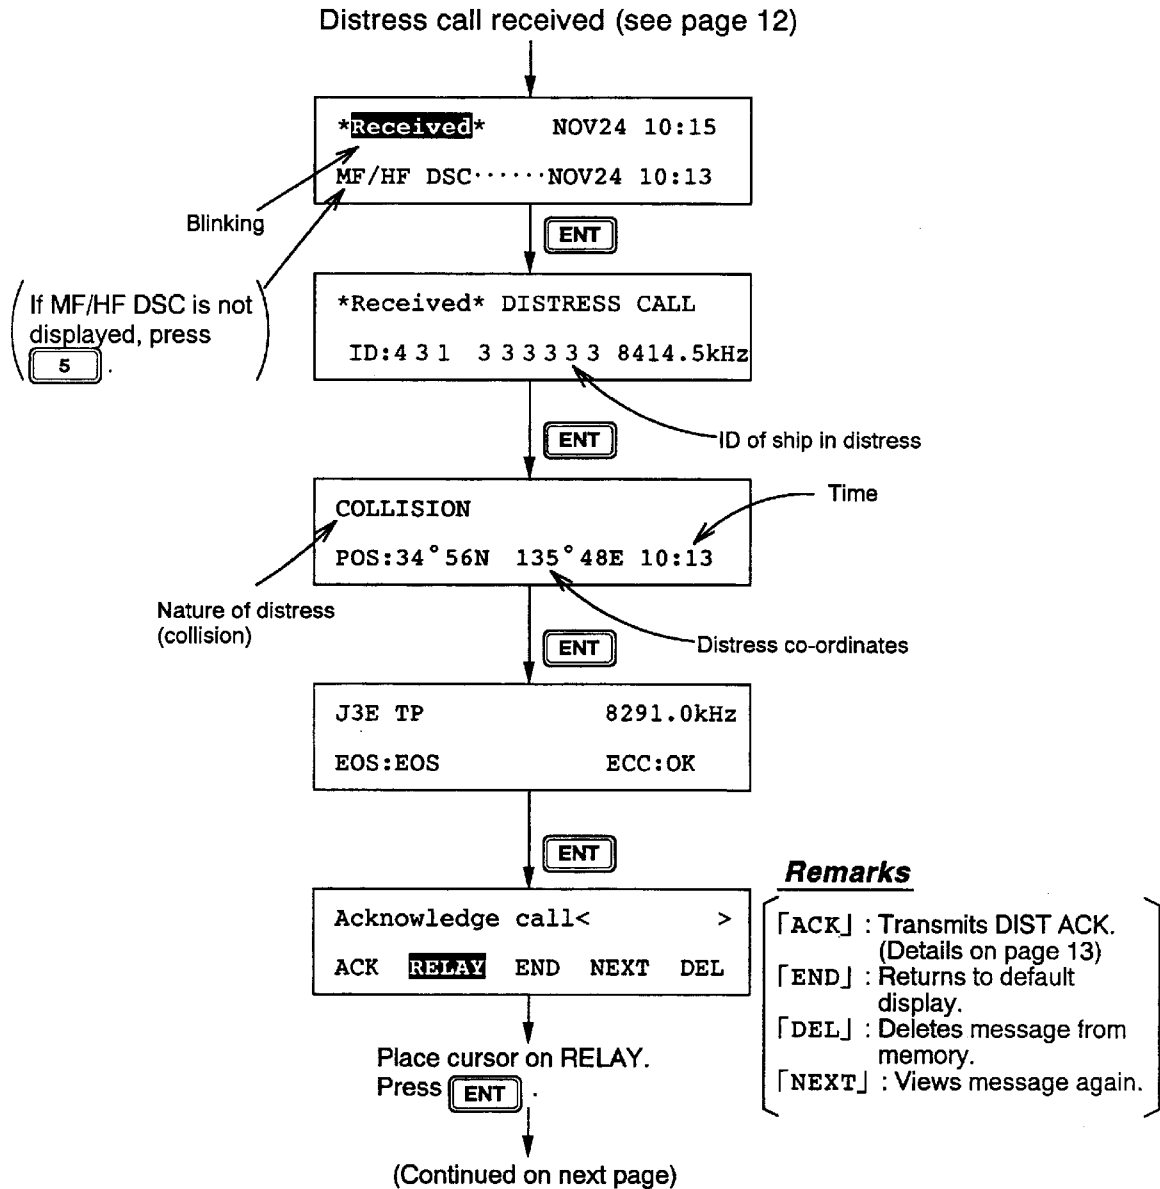 Distress call received (see page 12)
*Received* NOV24 10:15
MF/HF DSC······NOV24 10:13
Blinking
ENT
If MF/HF DSC is not
displayed, press
5 .
*Received* DISTRESS CALL
ID:4 3 1 3 3 3 3 3 3 8414.5kHz
ENT
ID of ship in distress
COLLISION
POS:34°56N 135°48E 10:13
Time
Nature of distress
(collision)
Distress co-ordinates
ENT
J3E TP 8291.0kHz
EOS:EOS ECC:OK
ENT
Acknowledge call< >
ACK RELAY END NEXT DEL
Remarks
「ACK」 : Transmits DIST ACK.
(Details on page 13)
「END」 : Returns to default
display.
「DEL」 : Deletes message from
memory.
「NEXT」 : Views message again.
Place cursor on RELAY.
Press ENT .
(Continued on next page)